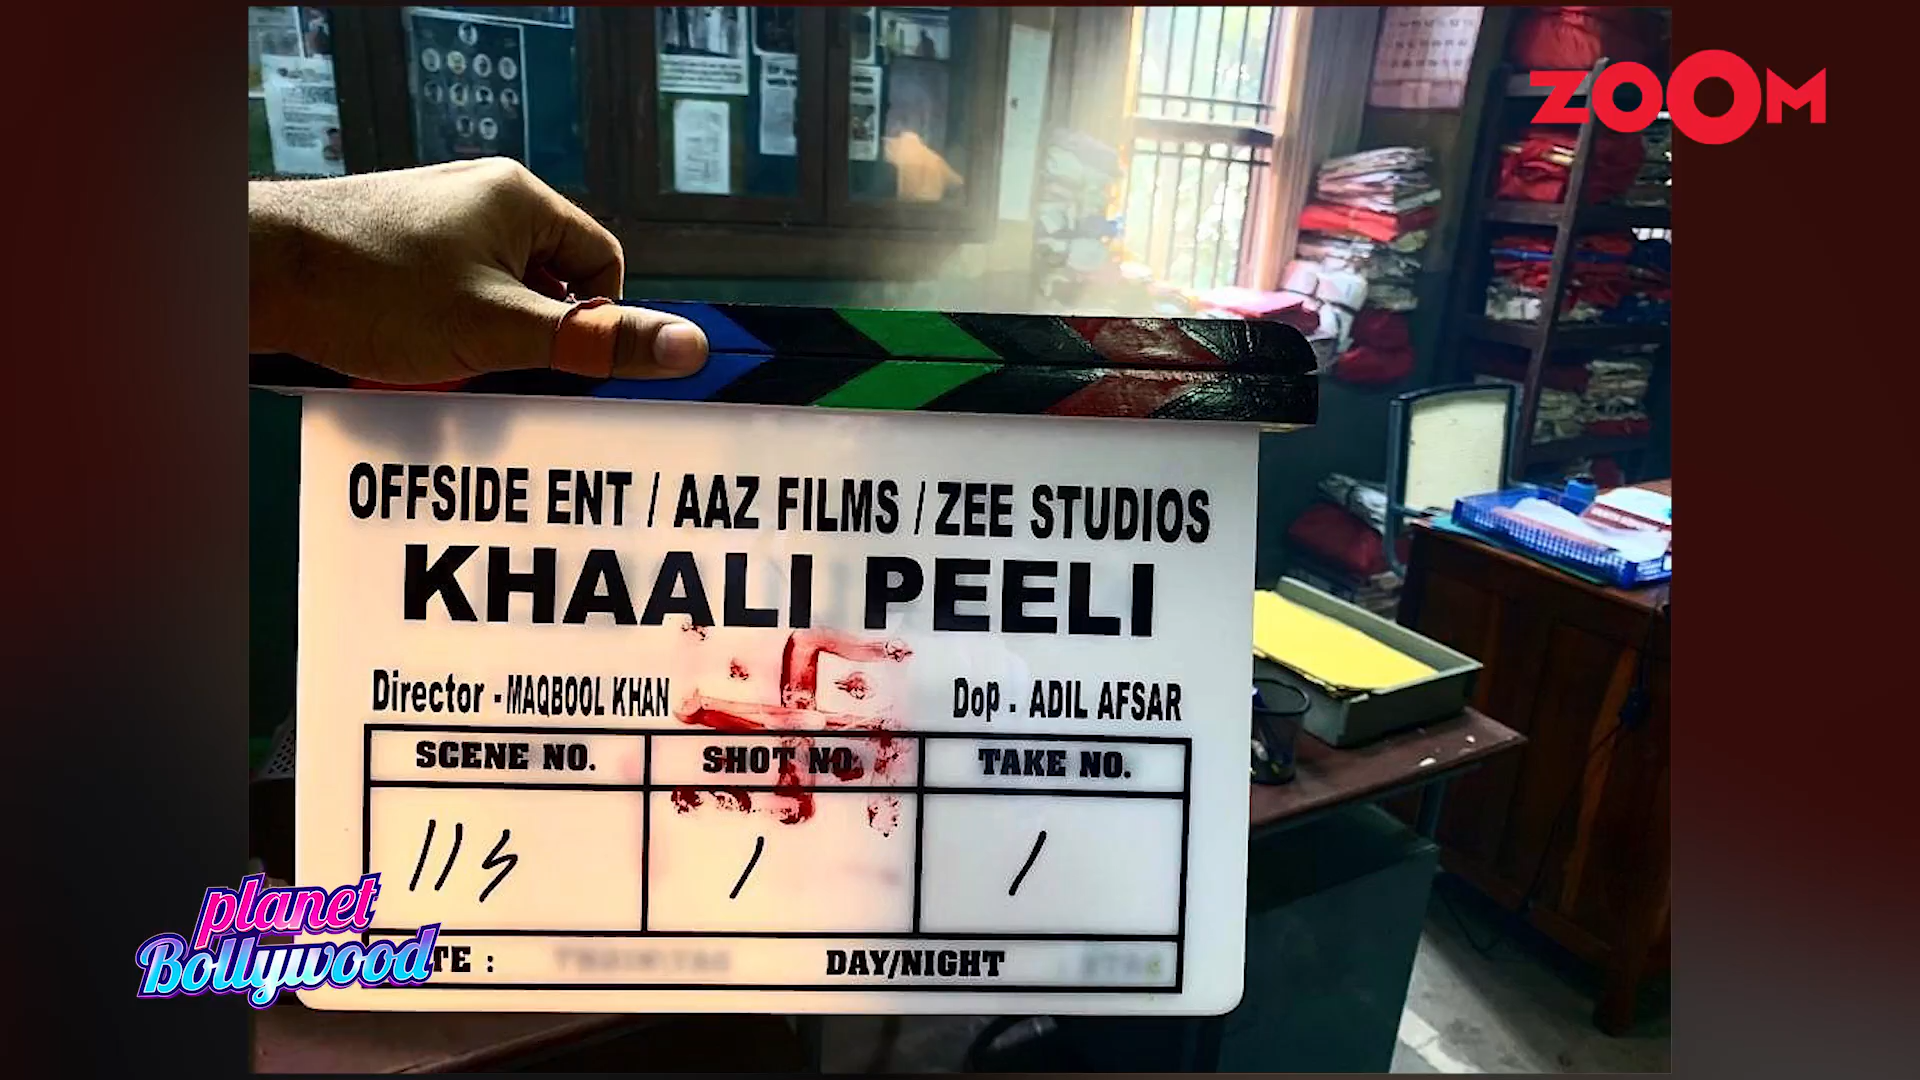 ZOOM
OFFSIDE ENT / AAZ FILMS / ZEE STUDIOS
KHAALI PEELI
Director - MAQBOOL KHAN
Dop - ADIL AFSAR
SCENE NO. SHOT NO. TAKE NO.
113 1 1
TE : DAY/NIGHT
planet
Bollywood